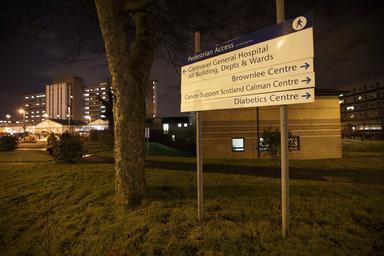 Pedestrian Access ......
Gartnavel General Hospital
All Building, Depts & Wards
Brownlee Centre
Cancer Support Scotland Calman Centre
Diabetics Centre